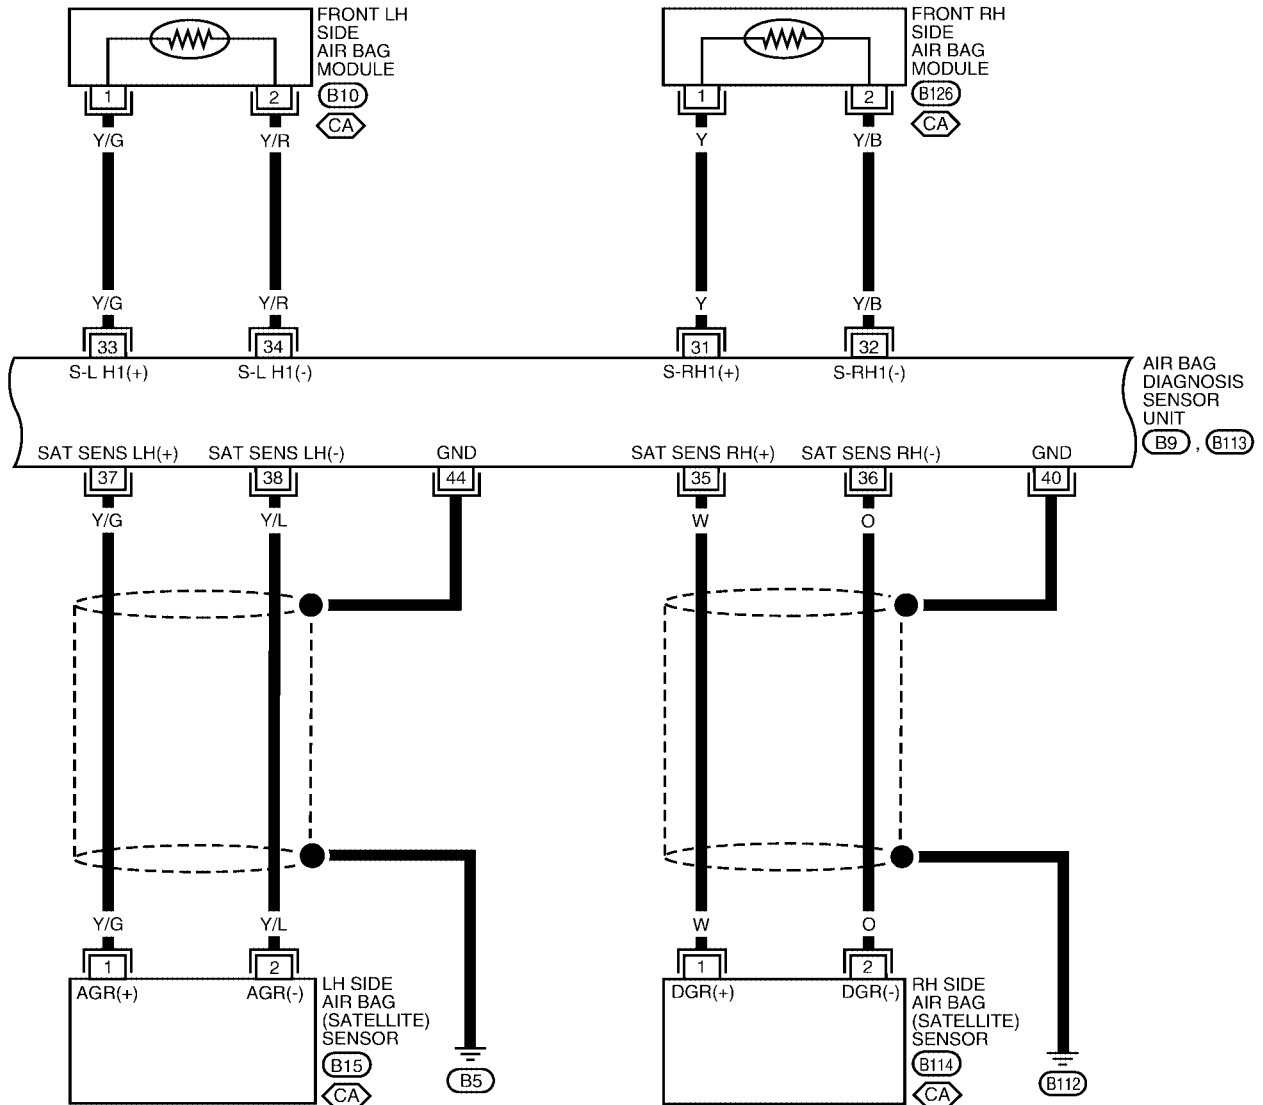 FRONT LH
SIDE
AIR BAG
MODULE
B10
CA
1
2
Y/G
Y/R
FRONT RH
SIDE
AIR BAG
MODULE
B126
CA
1
2
Y
Y/B
Y/G
Y/R
Y
Y/B
33
34
31
32
S-L H1(+)
S-L H1(-)
S-RH1(+)
S-RH1(-)
AIR BAG
DIAGNOSIS
SENSOR
UNIT
B9 , B113
SAT SENS LH(+)
SAT SENS LH(-)
GND
SAT SENS RH(+)
SAT SENS RH(-)
GND
37
38
44
35
36
40
Y/G
Y/L
W
O
Y/G
Y/L
W
O
1
2
1
2
AGR(+)
AGR(-)
LH SIDE
AIR BAG
(SATELLITE)
SENSOR
B15
CA
B5
DGR(+)
DGR(-)
RH SIDE
AIR BAG
(SATELLITE)
SENSOR
B114
CA
B112